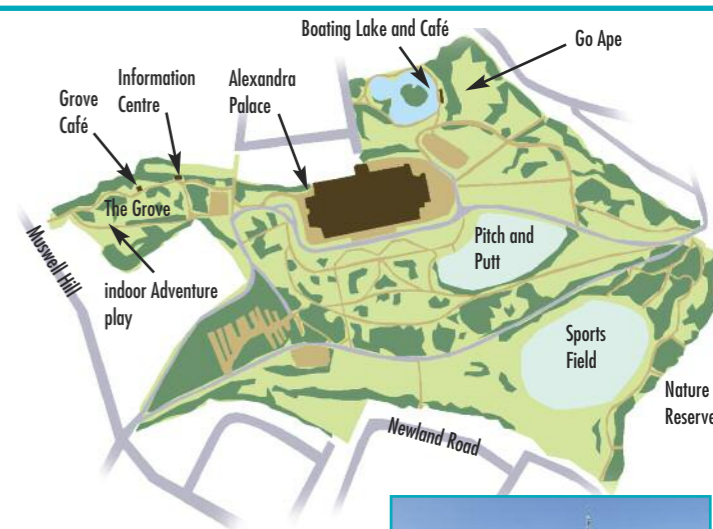 Boating Lake and Café
Go Ape
Information
Centre
Alexandra
Palace
Grove
Café
The Grove
Muswell Hill
indoor Adventure
play
Pitch and
Putt
Sports
Field
Nature
Reserve
Newland Road